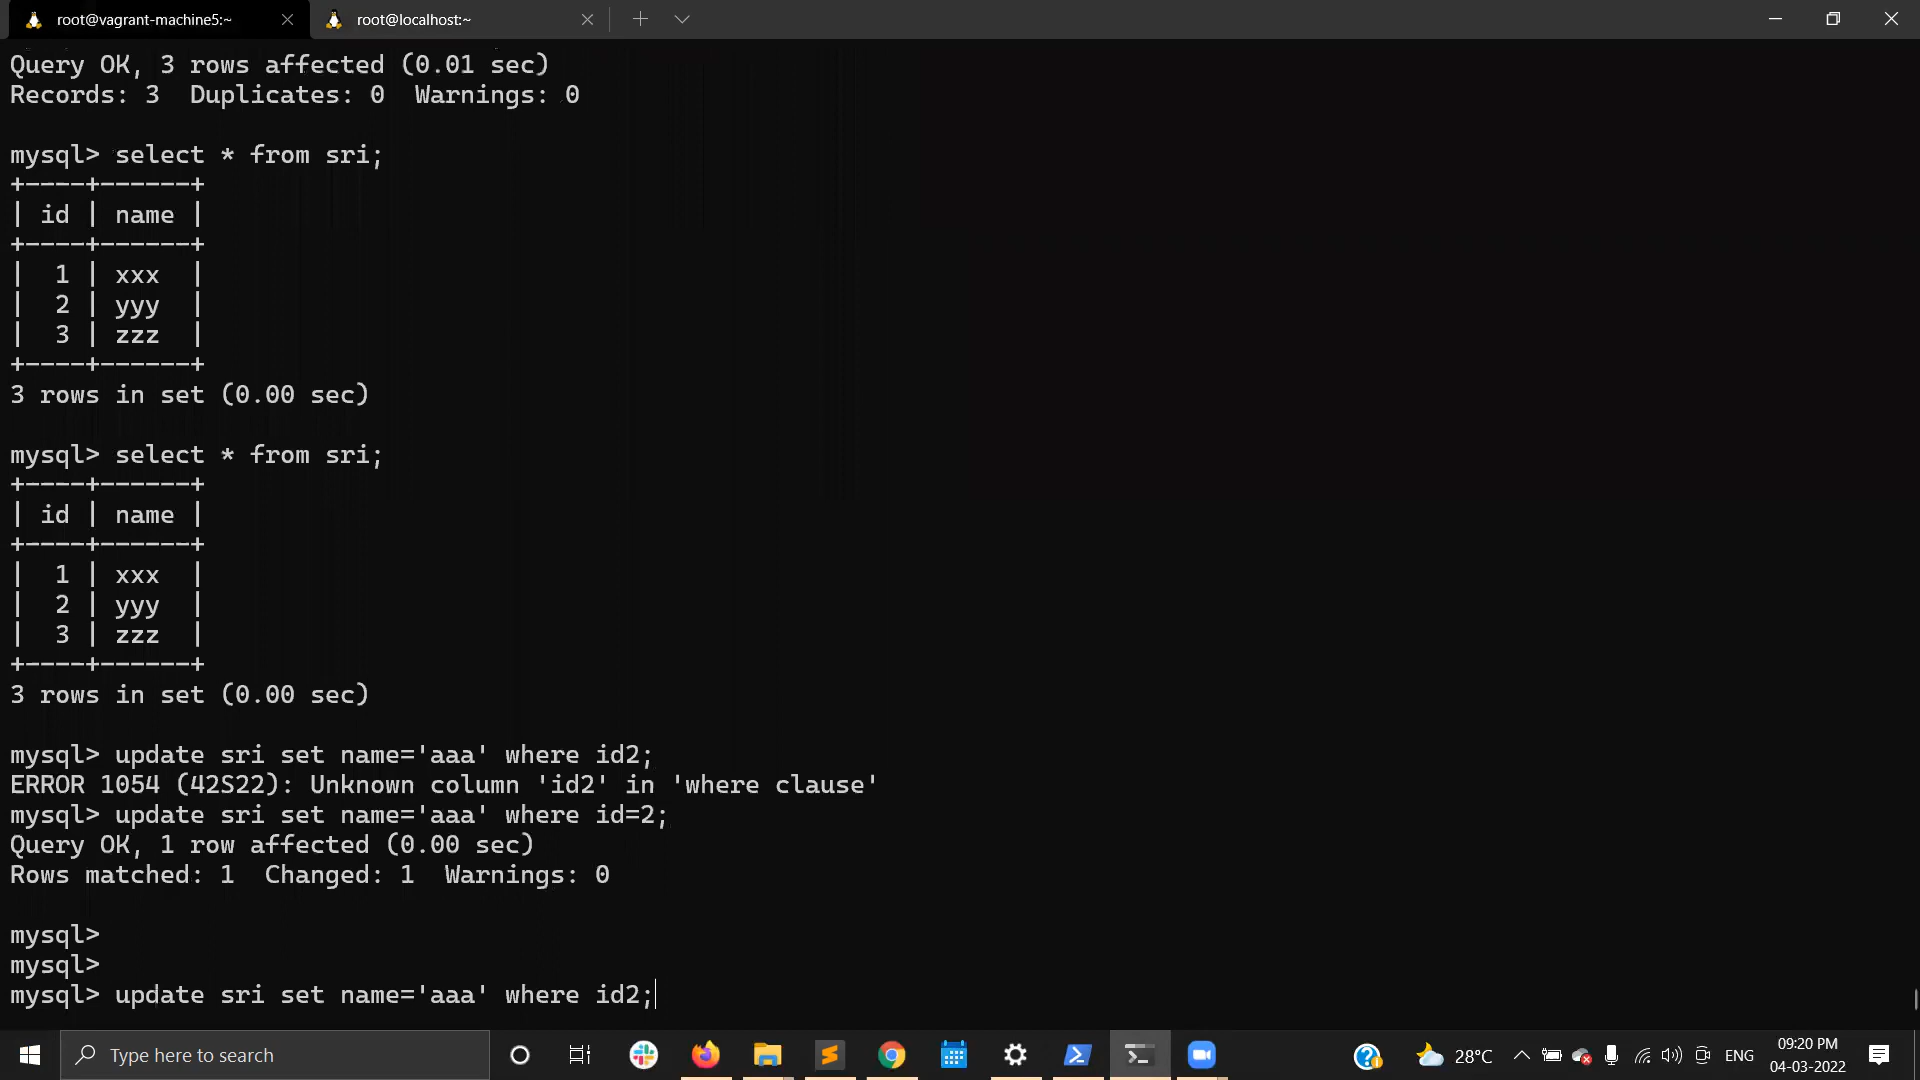 root@vagrant-machine5:~
root@localhost:~
Query OK, 3 rows affected (0.01 sec)
Records: 3  Duplicates: 0  Warnings: 0
mysql> select * from sri;
+----+------+
| id | name |
+----+------+
|  1 | xxx  |
|  2 | yyy  |
|  3 | zzz  |
+----+------+
3 rows in set (0.00 sec)
mysql> select * from sri;
+----+------+
| id | name |
+----+------+
|  1 | xxx  |
|  2 | yyy  |
|  3 | zzz  |
+----+------+
3 rows in set (0.00 sec)
mysql> update sri set name='aaa' where id2;
ERROR 1054 (42S22): Unknown column 'id2' in 'where clause'
mysql> update sri set name='aaa' where id=2;
Query OK, 1 row affected (0.00 sec)
Rows matched: 1  Changed: 1  Warnings: 0
mysql>
mysql>
mysql> update sri set name='aaa' where id2;
Type here to search
28°C
ENG
09:20 PM
04-03-2022